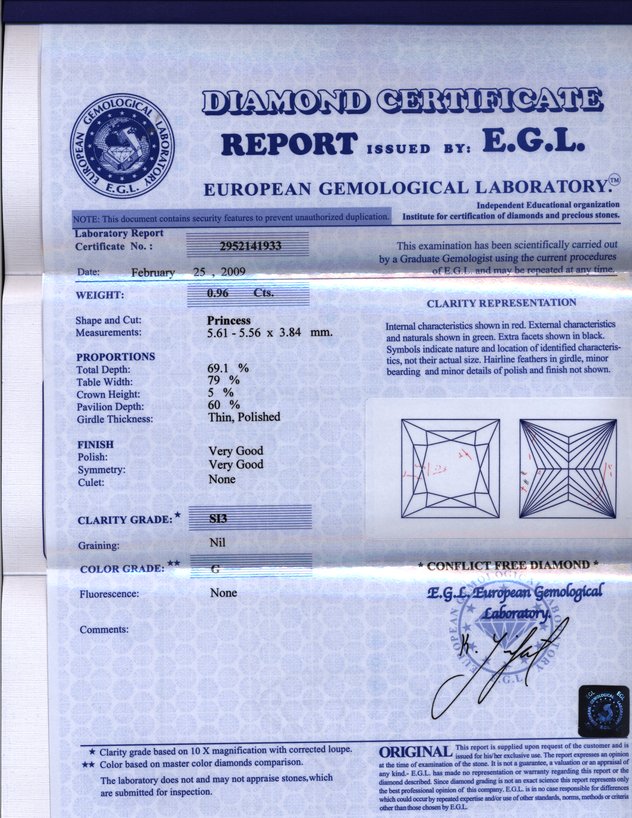 EUROPEAN GEMOLOGICAL LABORATORY
E.G.L.
DIAMOND CERTIFICATE
REPORT ISSUED BY: E.G.L.
EUROPEAN GEMOLOGICAL LABORATORY.™
Independent Educational organization
Institute for certification of diamonds and precious stones.
NOTE: This document contains security features to prevent unauthorized duplication.
Laboratory Report
Certificate No. : 2952141933
Date: February 25 , 2009
WEIGHT: 0.96 Cts.
Shape and Cut: Princess
Measurements: 5.61 - 5.56 x 3.84 mm.
PROPORTIONS
Total Depth: 69.1 %
Table Width: 79 %
Crown Height: 5 %
Pavilion Depth: 60 %
Girdle Thickness: Thin, Polished
FINISH
Polish: Very Good
Symmetry: Very Good
Culet: None
CLARITY GRADE:★ SI3
Graining: Nil
COLOR GRADE:★★ G
Fluorescence: None
Comments:
This examination has been scientifically carried out
by a Graduate Gemologist using the current procedures
of E.G.L. and may be repeated at any time.
CLARITY REPRESENTATION
Internal characteristics shown in red. External characteristics
and naturals shown in green. Extra facets shown in black.
Symbols indicate nature and location of identified characteris-
tics, not their actual size. Hairline feathers in girdle, minor
bearding and minor details of polish and finish not shown.
* CONFLICT FREE DIAMOND *
E.G.L. European Gemological
Laboratory.
★ Clarity grade based on 10 X magnification with corrected loupe.
★★ Color based on master color diamonds comparison.
The laboratory does not and may not appraise stones,which
are submitted for inspection.
ORIGINAL This paper is supplied upon request of the customer and is
issued for his/her exclusive use. The report expresses an opinion
at the time of examination of the stone. It is not a guarantee, a valuation or an appraisal of
any kind.- E.G.L. has made no representation or warranty regarding this report or the
diamond described. Since diamond grading is not an exact science this report represents only
the best professional opinion of this company. E.G.L. is in no case responsible for differences
which could occur by repeated expertise and/or use of other standards, norms, methods or criteria
other than those chosen by E.G.L.